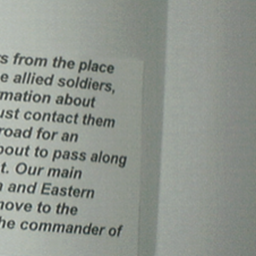 s from the place
e allied soldiers,
mation about
ust contact them
road for an
bout to pass along
t. Our main
n and Eastern
move to the
he commander of